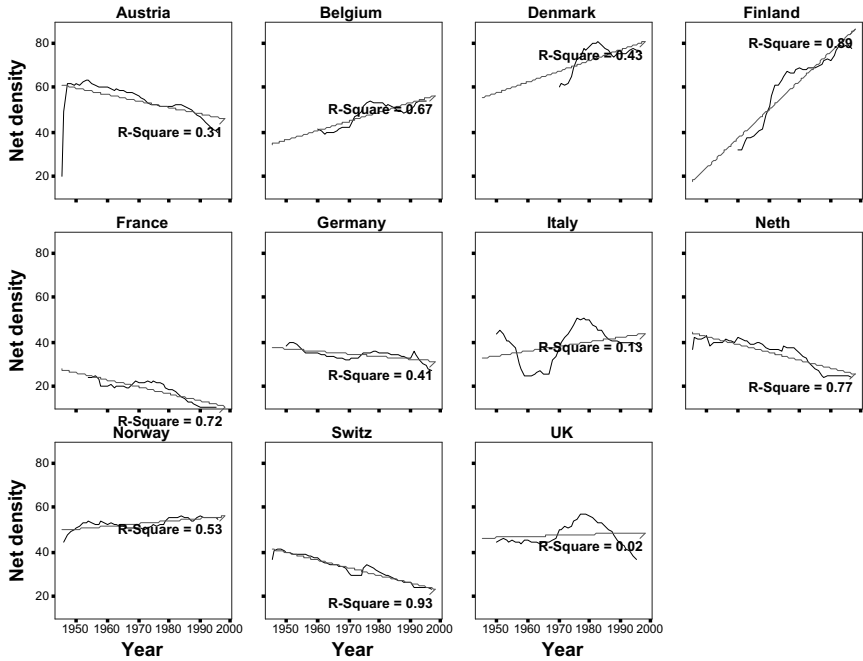 Austria Belgium Denmark Finland
80
60
40
20
Net density
R-Square = 0.31
R-Square = 0.67
R-Square = 0.43
R-Square = 0.89
France Germany Italy Neth
80
60
40
20
Net density
R-Square = 0.72
R-Square = 0.41
R-Square = 0.13
R-Square = 0.77
Norway Switz UK
80
60
40
20
Net density
R-Square = 0.53
R-Square = 0.93
R-Square = 0.02
1950 1960 1970 1980 1990 2000
1950 1960 1970 1980 1990 2000
1950 1960 1970 1980 1990 2000
Year Year Year